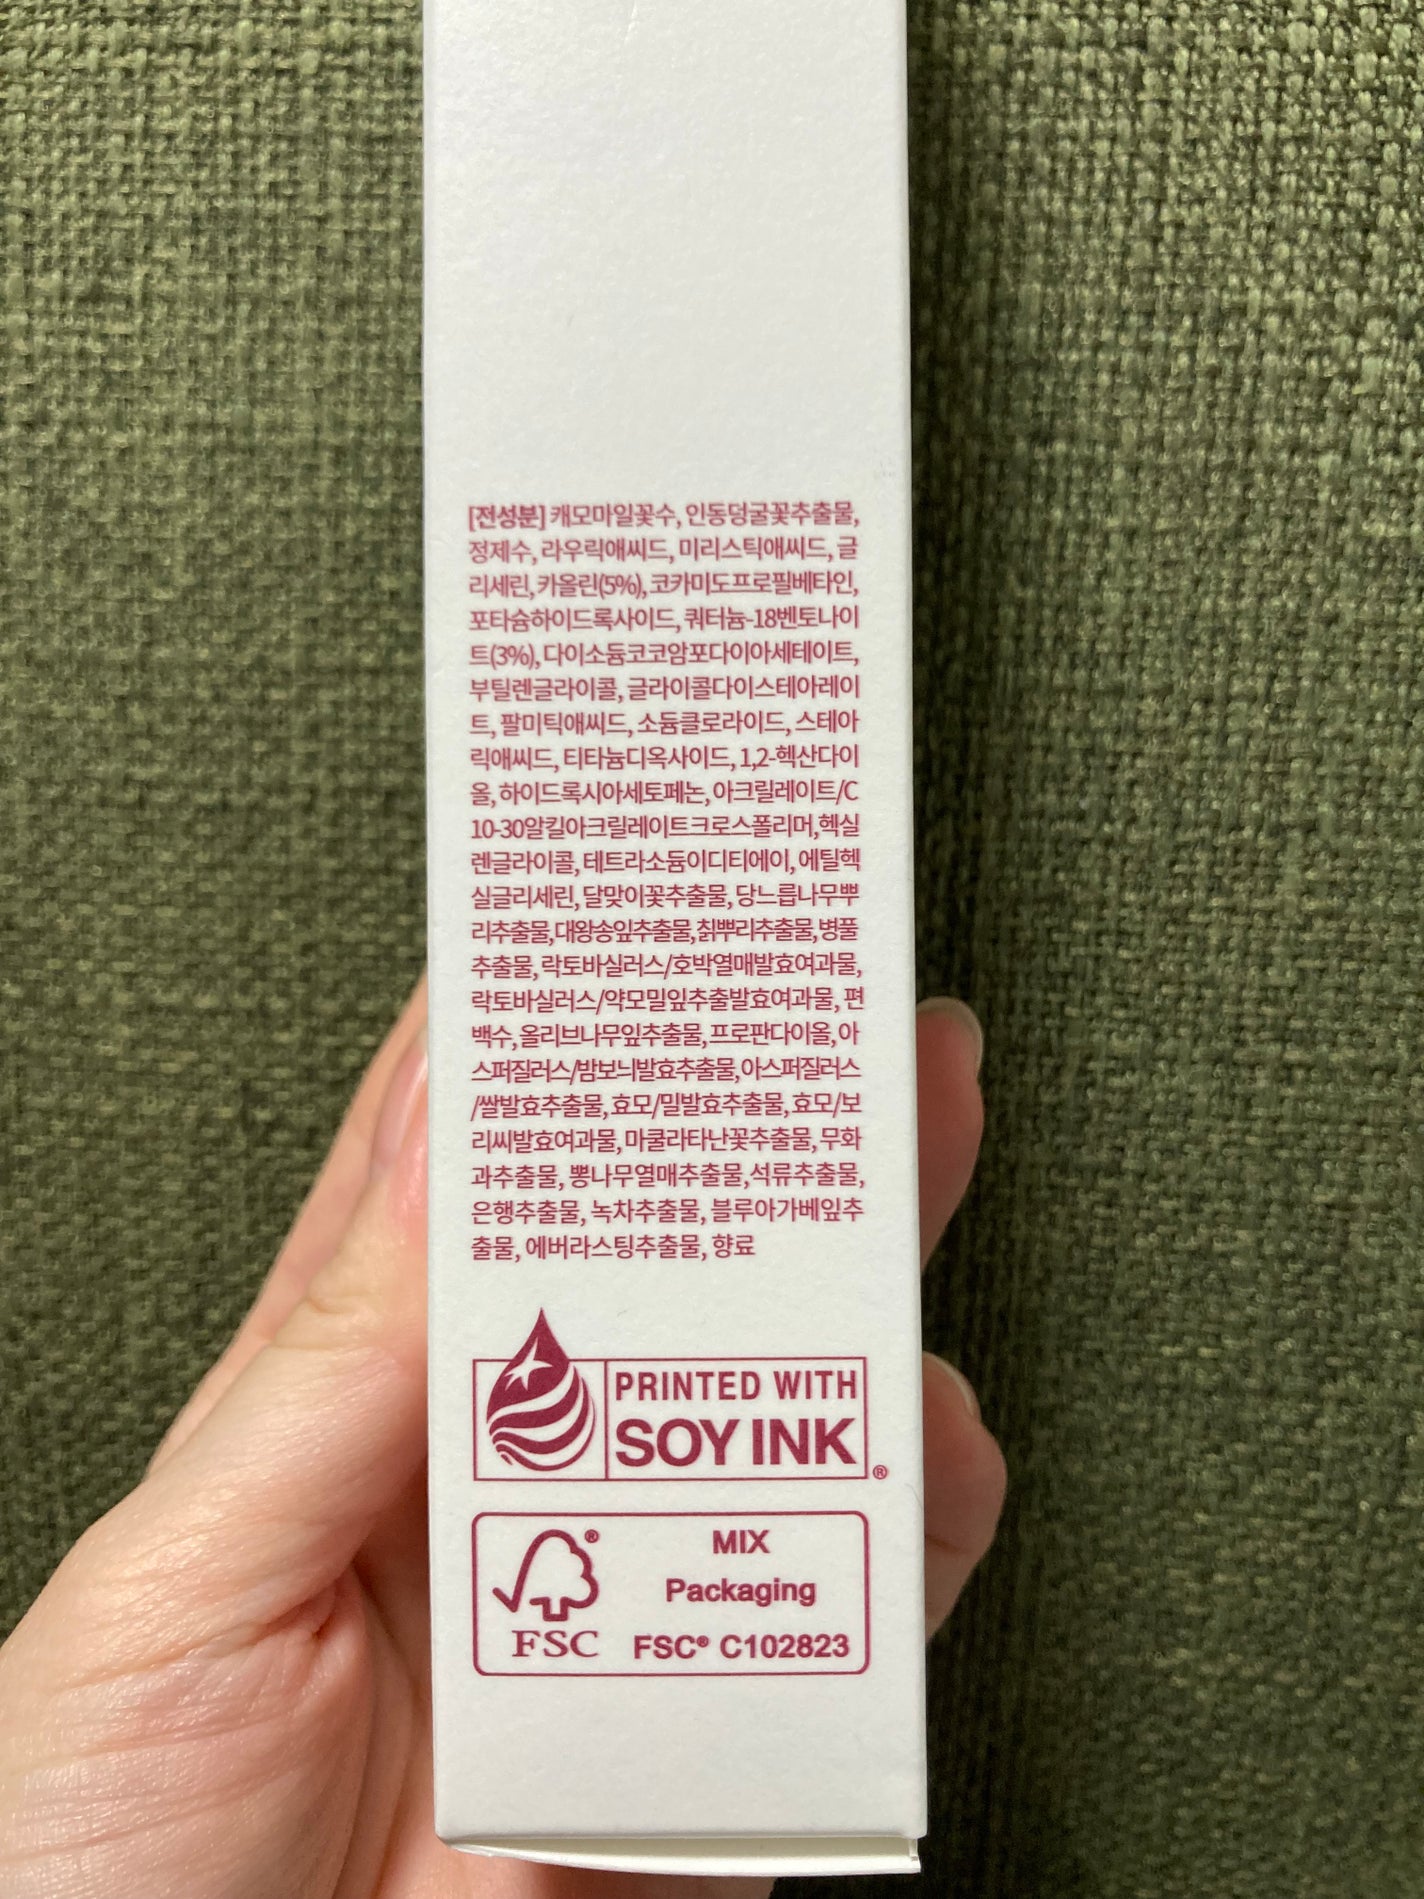 [전성분] 캐모마일꽃수, 인동덩굴꽃추출물,
정제수, 라우릭애씨드, 미리스틱애씨드, 글
리세린, 카올린(5%), 코카미도프로필베타인,
포타슘하이드록사이드, 쿼터늄-18벤토나이
트(3%), 다이소듐코코암포다이아세테이트,
부틸렌글라이콜, 글라이콜다이스테아레이
트, 팔미틱애씨드, 소듐클로라이드, 스테아
릭애씨드, 티타늄디옥사이드, 1,2-헥산다이
올, 하이드록시아세토페논, 아크릴레이트/C
10-30알킬아크릴레이트크로스폴리머, 헥실
렌글라이콜, 테트라소듐이디티에이, 에틸헥
실글리세린, 달맞이꽃추출물, 당느릅나무뿌
리추출물, 대왕송잎추출물, 칡뿌리추출물, 병풀
추출물, 락토바실러스/호박열매발효여과물,
락토바실러스/약모밀잎추출발효여과물, 편
백수, 올리브나무잎추출물, 프로판다이올, 아
스퍼질러스/밤보늬발효추출물, 아스퍼질러스
/쌀발효추출물, 효모/밀발효추출물, 효모/보
리씨발효여과물, 마쿨라타난꽃추출물, 무화
과추출물, 뽕나무열매추출물, 석류추출물,
은행추출물, 녹차추출물, 블루아가베잎추
출물, 에버라스팅추출물, 향료
PRINTED WITH
SOY INK
®
MIX
Packaging
FSC® C102823
®
FSC